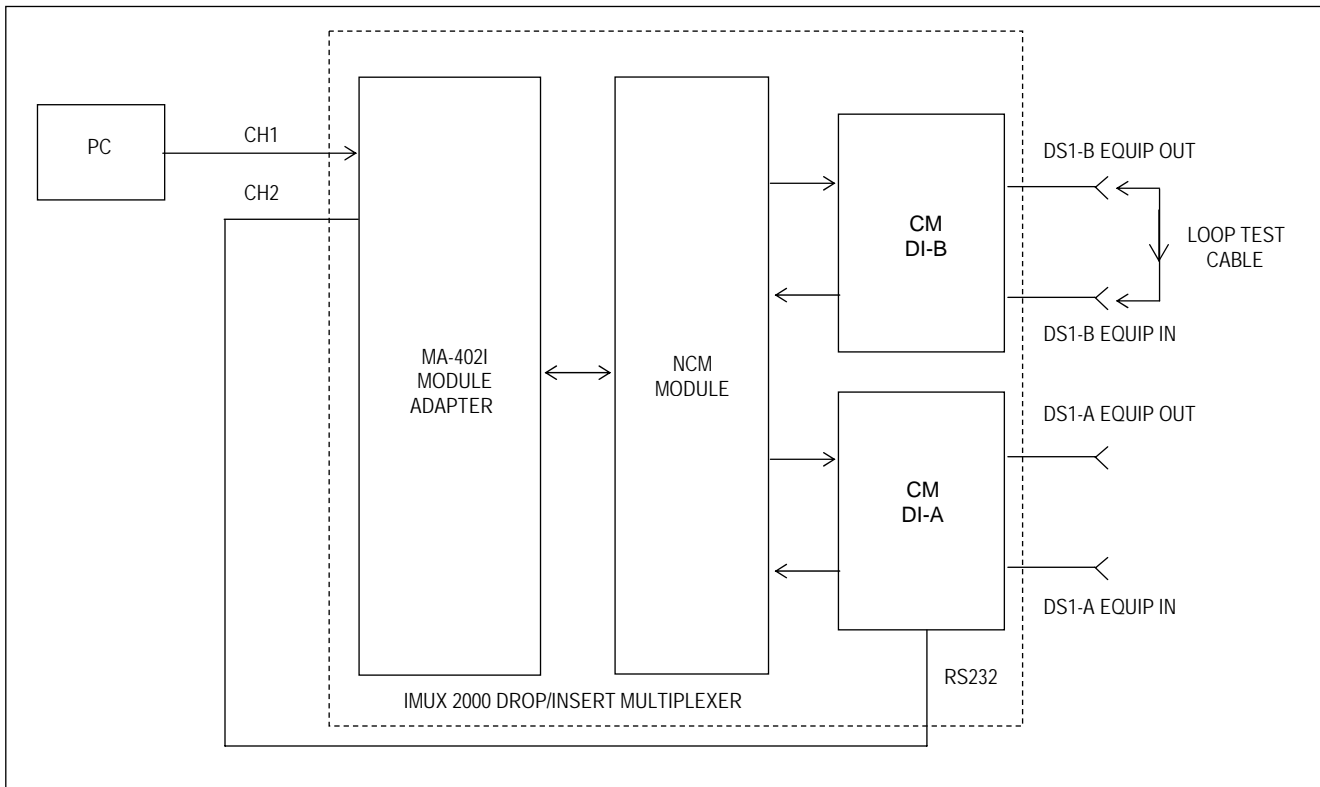 PC
CH1
CH2
MA-402I
MODULE
ADAPTER
NCM
MODULE
CM
DI-B
CM
DI-A
DS1-B EQUIP OUT
LOOP TEST
CABLE
DS1-B EQUIP IN
DS1-A EQUIP OUT
DS1-A EQUIP IN
RS232
IMUX 2000 DROP/INSERT MULTIPLEXER